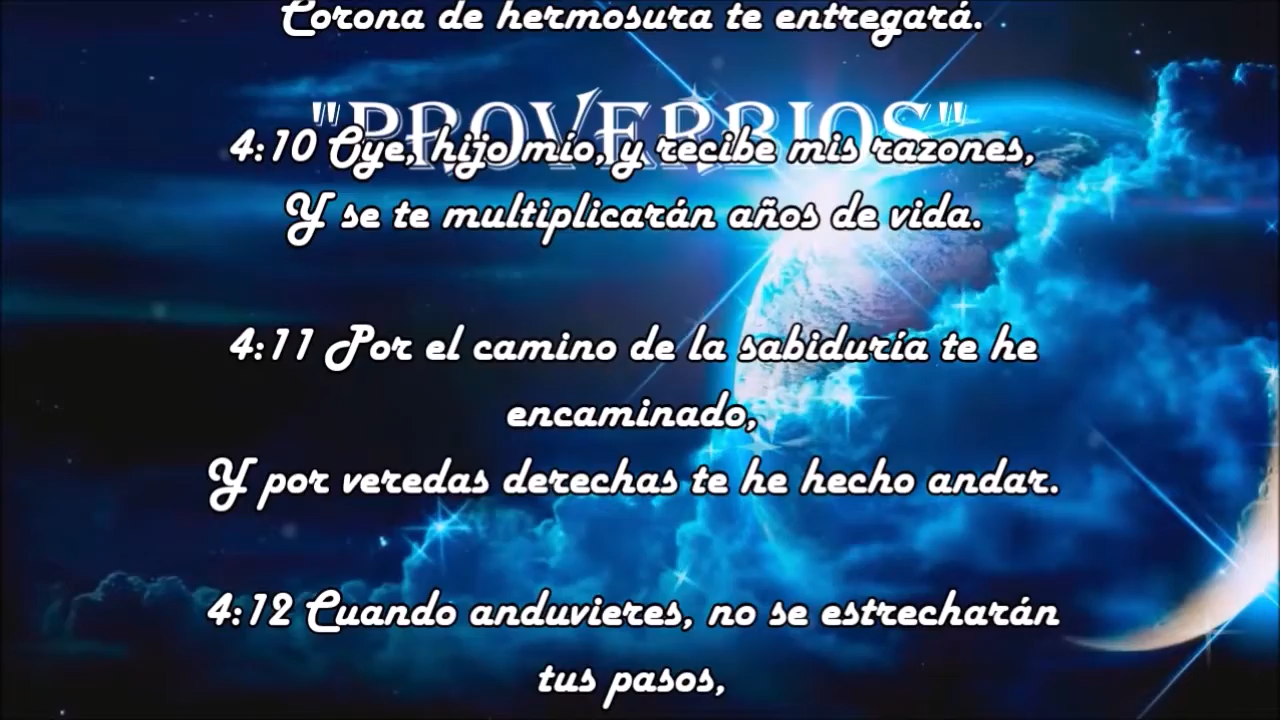 Corona de hermosura te entregará.
"PROVERBIOS"
4:10 Oye, hijo mío, y recibe mis razones,
Y se te multiplicarán años de vida.
4:11 Por el camino de la sabiduría te he
encaminado,
Y por veredas derechas te he hecho andar.
4:12 Cuando anduvieres, no se estrecharán
tus pasos,